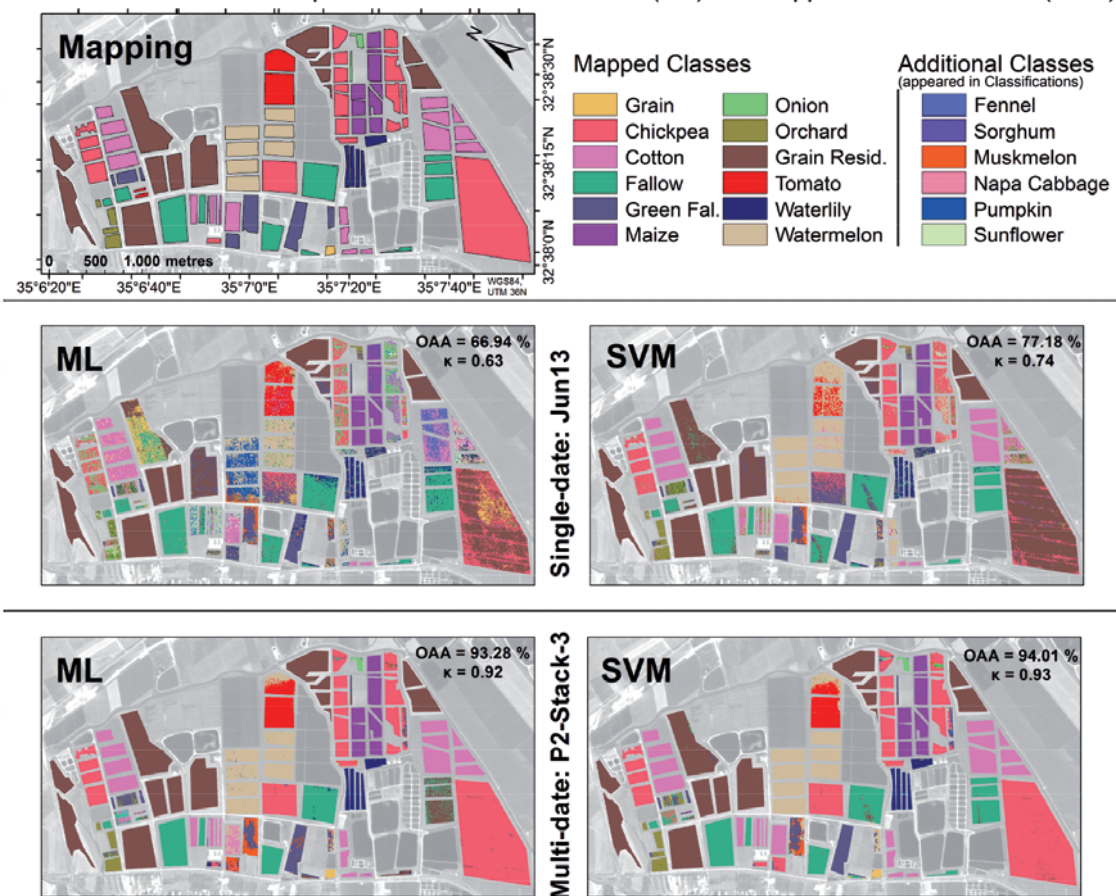 Mapping
N
32°38'30"N
32°38'15"N
32°38'0"N
0 500 1.000 metres
35°6'20"E 35°6'40"E 35°7'0"E 35°7'20"E 35°7'40"E
WGS84,
UTM 36N
Mapped Classes
Grain
Chickpea
Cotton
Fallow
Green Fal.
Maize
Onion
Orchard
Grain Resid.
Tomato
Waterlily
Watermelon
Additional Classes
(appeared in Classifications)
Fennel
Sorghum
Muskmelon
Napa Cabbage
Pumpkin
Sunflower
Single-date: Jun13
ML
OAA = 66.94 %
κ = 0.63
SVM
OAA = 77.18 %
κ = 0.74
Multi-date: P2-Stack-3
ML
OAA = 93.28 %
κ = 0.92
SVM
OAA = 94.01 %
κ = 0.93